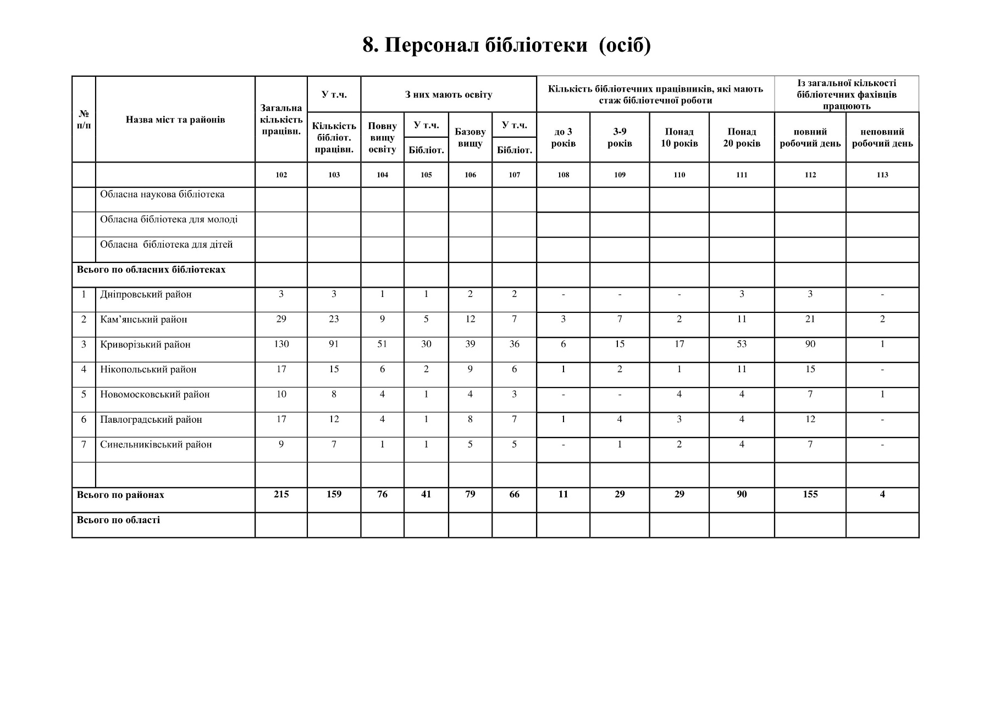 8. Персонал бібліотеки (осіб)
№ п/п
Назва міст та районів
Загальна кількість працівн.
У т.ч.
З них мають освіту
Кількість бібліотечних працівників, які мають стаж бібліотечної роботи
Із загальної кількості бібліотечних фахівців працюють
Кількість бібліот. працівн.
Повну вищу освіту
У т.ч.
Бібліот.
Базову вищу
У т.ч.
Бібліот.
до 3 років
3-9 років
Понад 10 років
Понад 20 років
повний робочий день
неповний робочий день
102 103 104 105 106 107 108 109 110 111 112 113
Обласна наукова бібліотека
Обласна бібліотека для молоді
Обласна бібліотека для дітей
Всього по обласних бібліотеках
1 Дніпровський район 3 3 1 1 2 2 - - - 3 3 -
2 Кам’янський район 29 23 9 5 12 7 3 7 2 11 21 2
3 Криворізький район 130 91 51 30 39 36 6 15 17 53 90 1
4 Нікопольський район 17 15 6 2 9 6 1 2 1 11 15 -
5 Новомосковський район 10 8 4 1 4 3 - - 4 4 7 1
6 Павлоградський район 17 12 4 1 8 7 1 4 3 4 12 -
7 Синельниківський район 9 7 1 1 5 5 - 1 2 4 7 -
Всього по районах 215 159 76 41 79 66 11 29 29 90 155 4
Всього по області